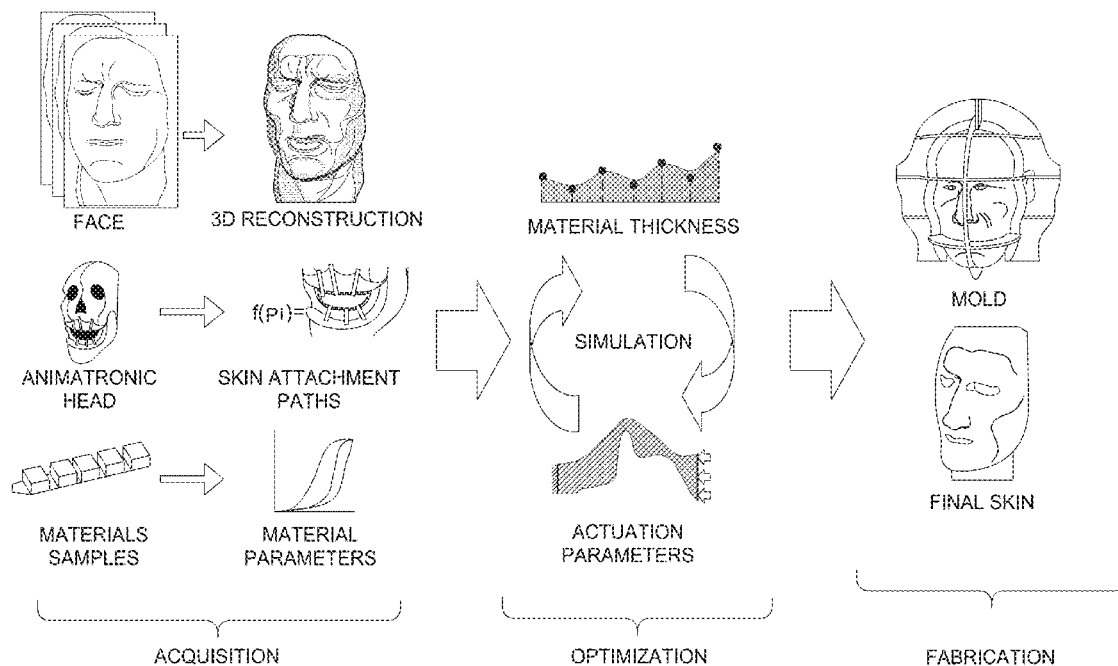 FACE
3D RECONSTRUCTION
ANIMATRONIC
HEAD
f(pi)=
SKIN ATTACHMENT
PATHS
MATERIALS
SAMPLES
MATERIAL
PARAMETERS
ACQUISITION
MATERIAL THICKNESS
SIMULATION
ACTUATION
PARAMETERS
OPTIMIZATION
MOLD
FINAL SKIN
FABRICATION